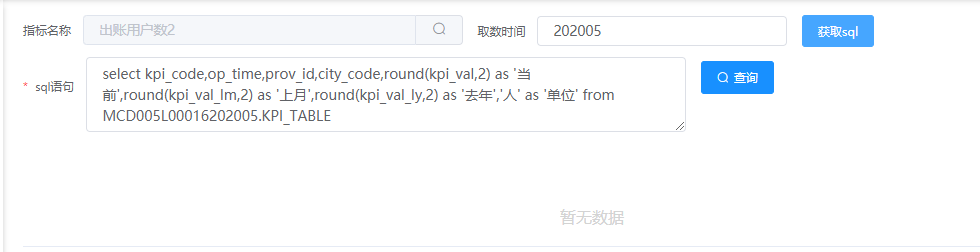 指标名称 出账用户数2 取数时间 202005 获取sql
* sql语句 select kpi_code,op_time,prov_id,city_code,round(kpi_val,2) as '当 查询
前',round(kpi_val_lm,2) as '上月',round(kpi_val_ly,2) as '去年','人' as '单位' from
MCD005L00016202005.KPI_TABLE
暂无数据